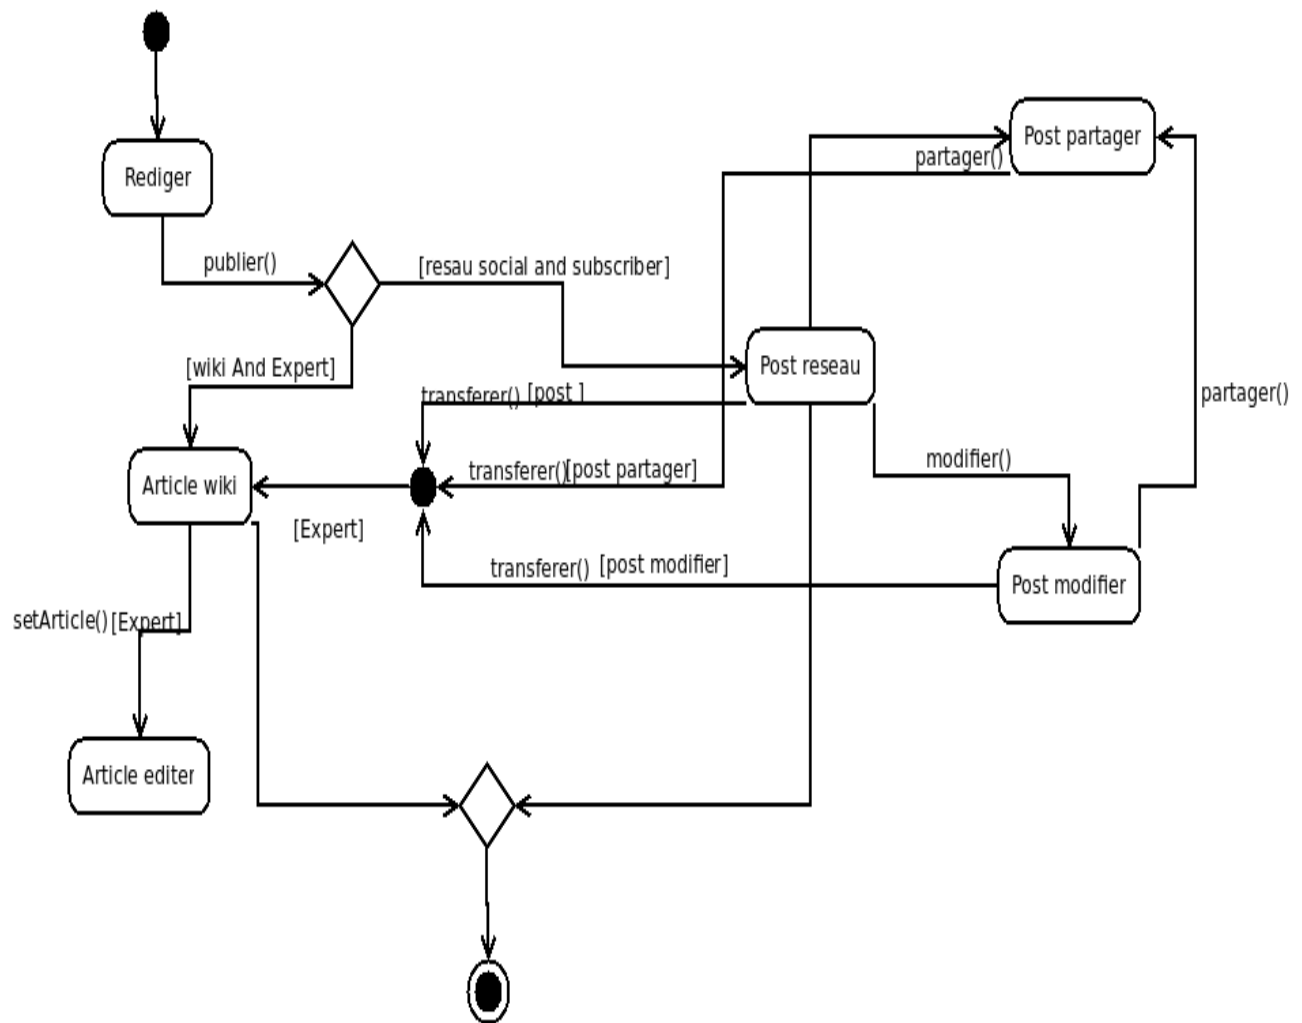 Post partager
partager()
Rediger
publier()
[resau social and subscriber]
[wiki And Expert]
Post reseau
transferer() [post ]
partager()
modifier()
transferer()[post partager]
Article wiki
[Expert]
transferer() [post modifier]
Post modifier
setArticle() [Expert]
Article editer